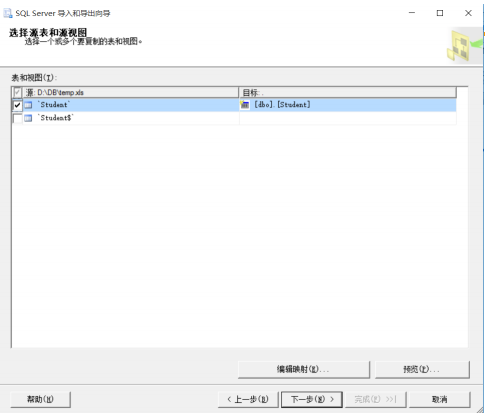 SQL Server 导入和导出向导
选择源表和源视图
选择一个或多个要复制的表和视图。
表和视图(T):
源: D:\DB\temp.xls 目标: .
`Student` [dbo].[Student]
`Student$`
编辑映射(E)... 预览(P)...
帮助(H) < 上一步(B) 下一步(N) > 完成(F) >>| 取消